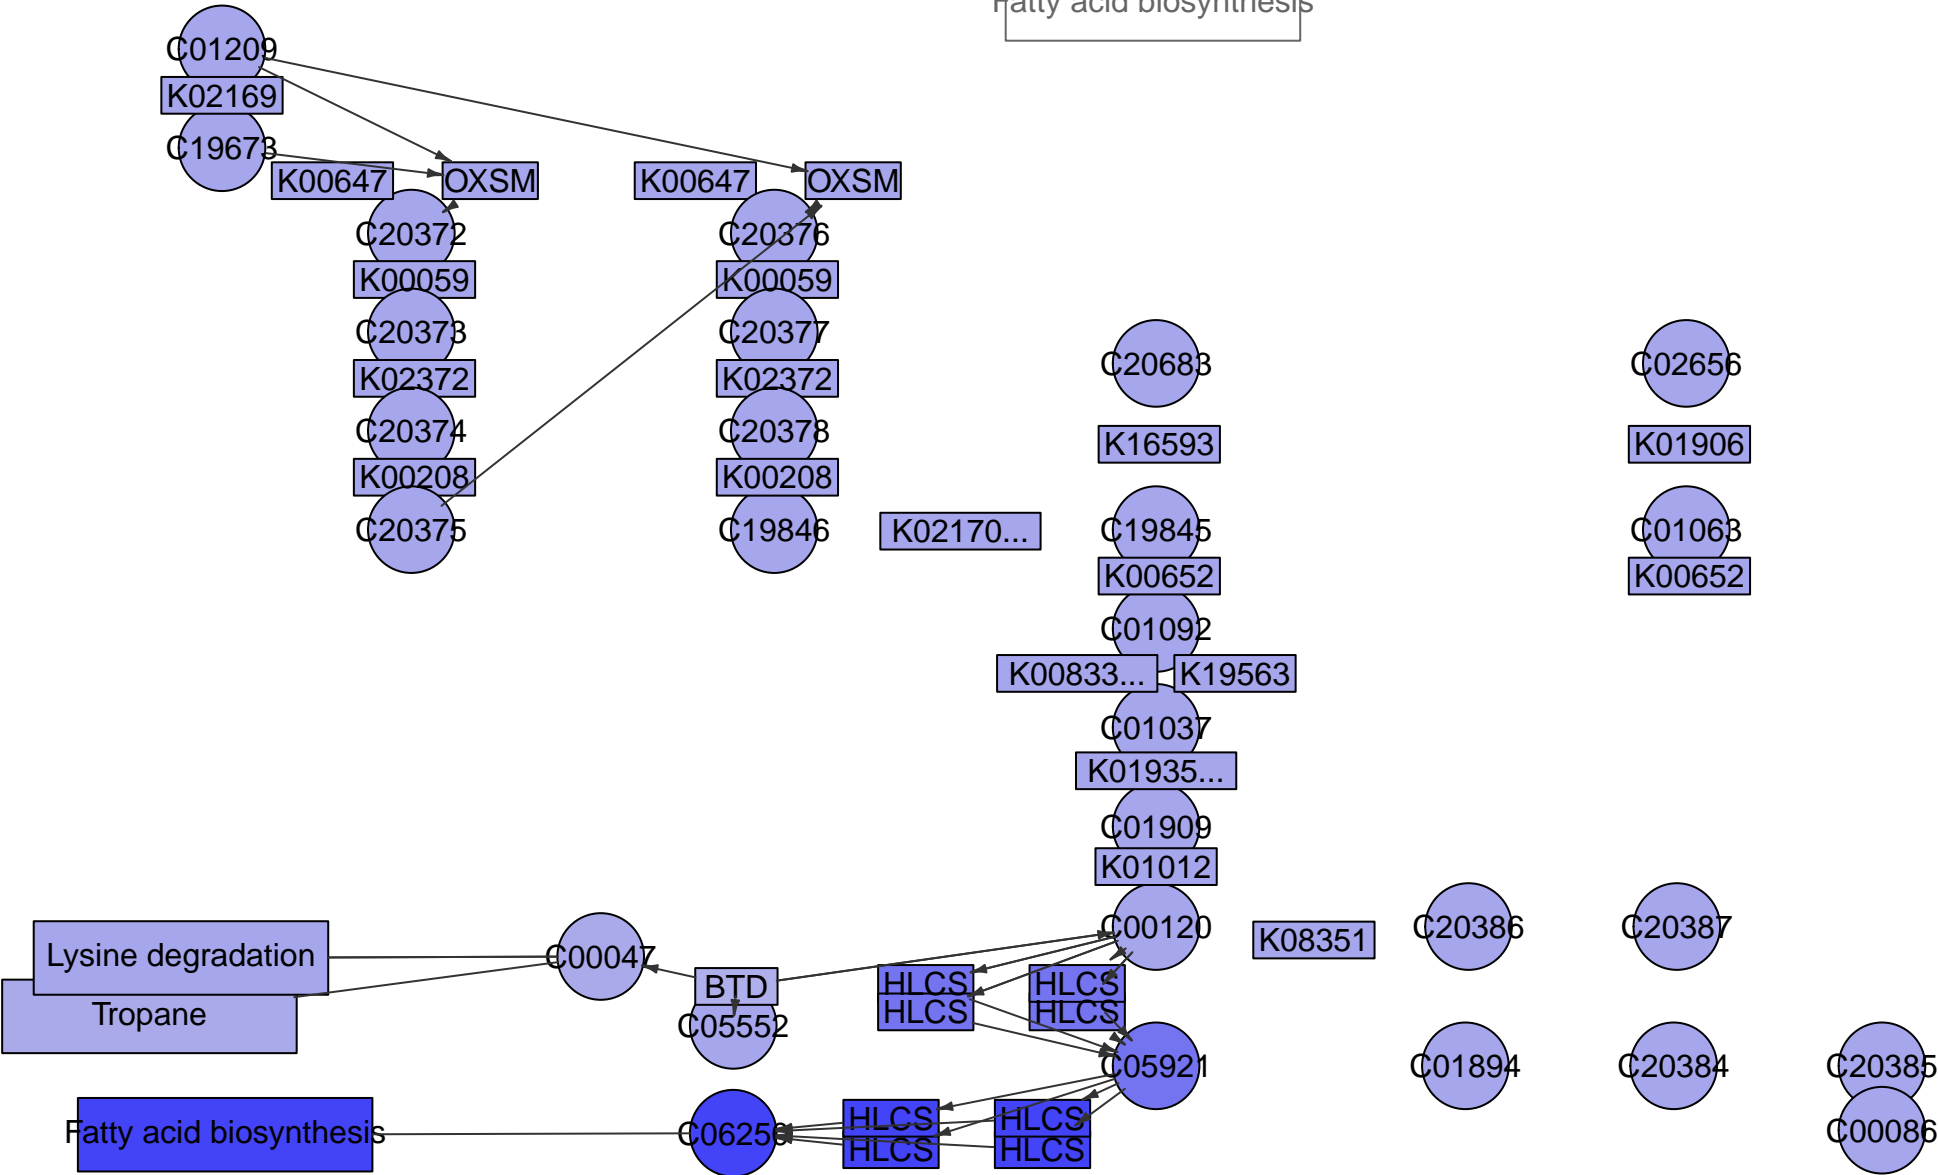 Fatty acid biosynthesis
C01209
K02169
C19673
K00647
OXSM
K00647
OXSM
C20372
C20376
K00059
K00059
C20373
C20377
C20683
C02656
K02372
K02372
C20374
C20378
K16593
K01906
K00208
K00208
C20375
C19846
K02170...
C19845
C01063
K00652
K00652
C01092
K00833...
K19563
C01037
K01935...
C01909
K01012
C00120
K08351
C20386
C20387
Lysine degradation
C00047
BTD
HLCS
HLCS
Tropane
C05552
HLCS
HLCS
C05921
C01894
C20384
C20385
Fatty acid biosynthesis
C06250
HLCS
HLCS
HLCS
HLCS
C00086